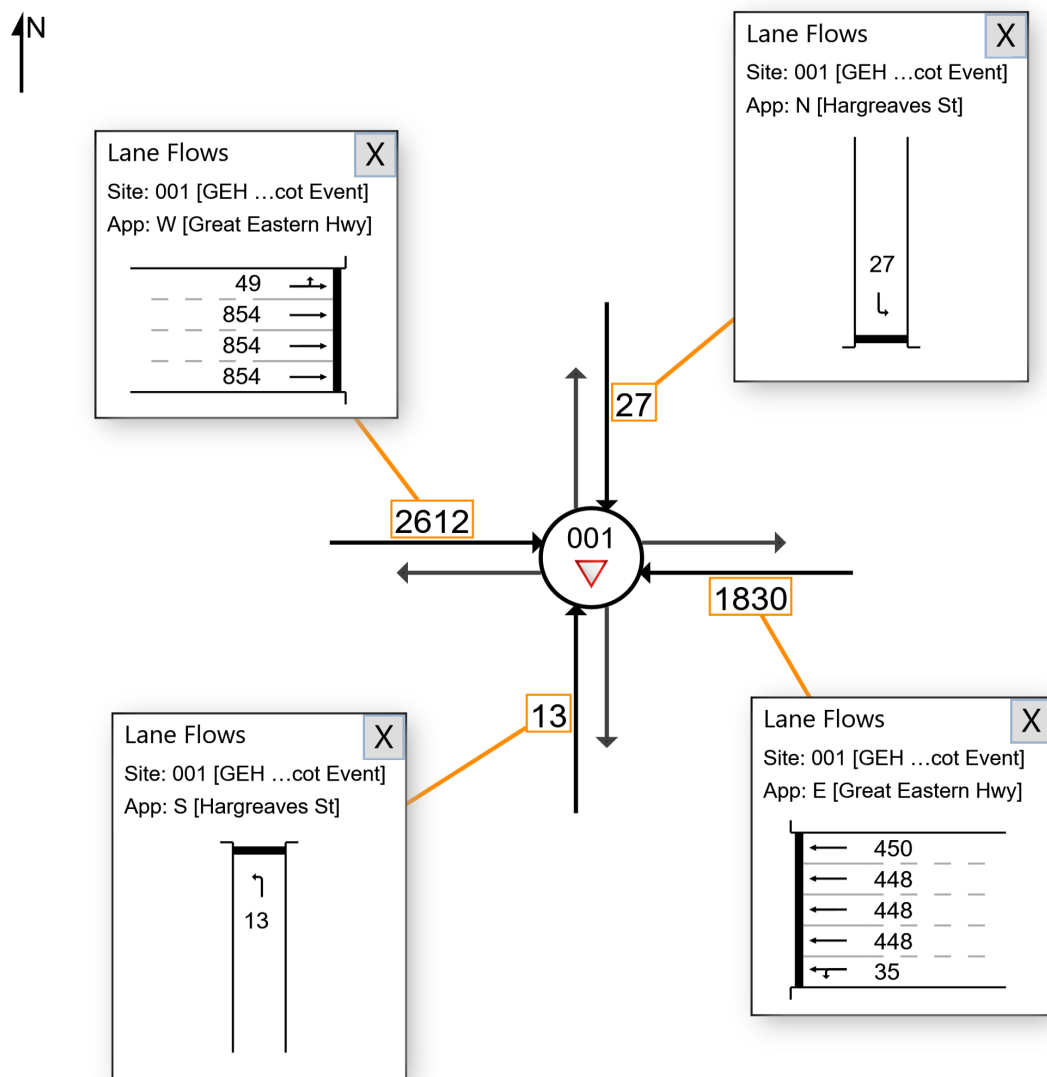 N
Lane Flows X
Site: 001 [GEH ...cot Event]
App: N [Hargreaves St]
27
Lane Flows X
Site: 001 [GEH ...cot Event]
App: W [Great Eastern Hwy]
49
854
854
854
27
2612
001
1830
13
Lane Flows X
Site: 001 [GEH ...cot Event]
App: S [Hargreaves St]
13
Lane Flows X
Site: 001 [GEH ...cot Event]
App: E [Great Eastern Hwy]
450
448
448
448
35